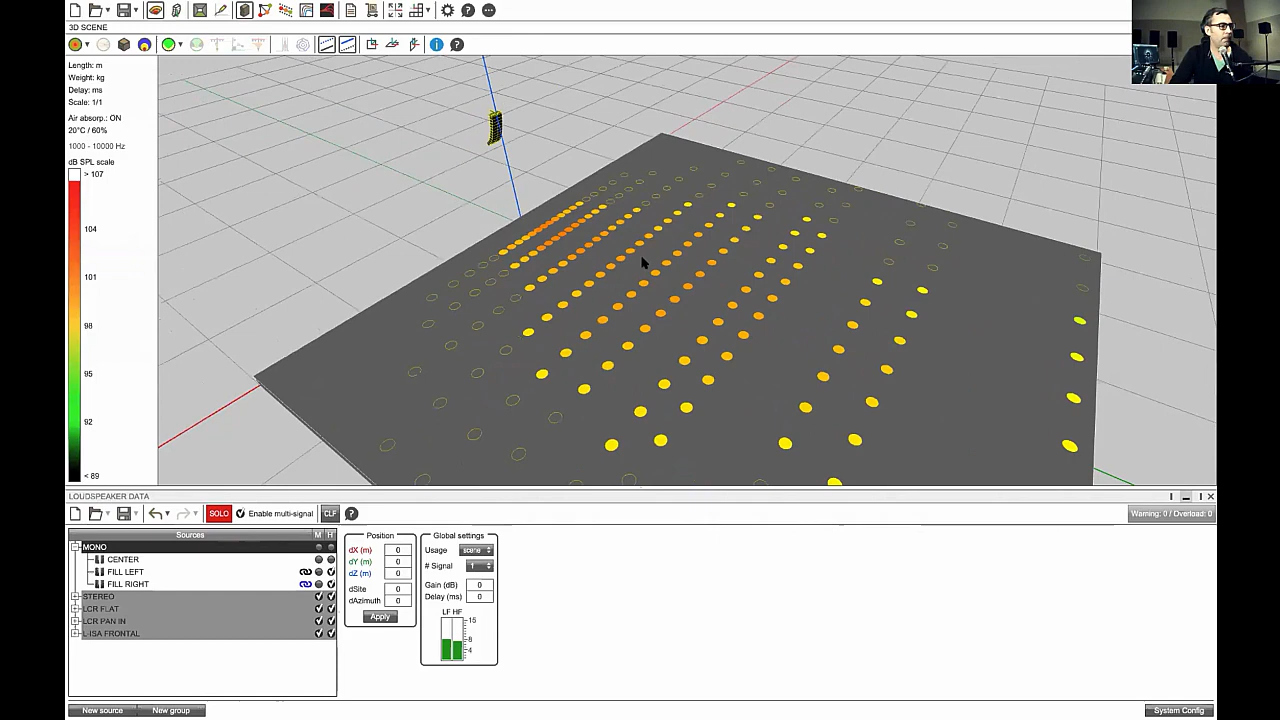 3D SCENE
Length: m
Weight: kg
Delay: ms
Scale: 1/1
Air absorp.: ON
20°C / 60%
1000 - 10000 Hz
dB SPL scale
> 107
104
101
98
95
92
< 89
LOUDSPEAKER DATA
SOLO Enable multi-signal CLF
Warning: 0 / Overload: 0
Sources M H
MONO
CENTER
FILL LEFT
FILL RIGHT
STEREO
LCR FLAT
LCR PAN IN
L-ISA FRONTAL
Position
dX (m) 0
dY (m) 0
dZ (m) 0
dSite 0
dAzimuth 0
Apply
Global settings
Usage scene
# Signal 1
Gain (dB) 0
Delay (ms) 0
LF HF
15
8
4
New source New group System Config